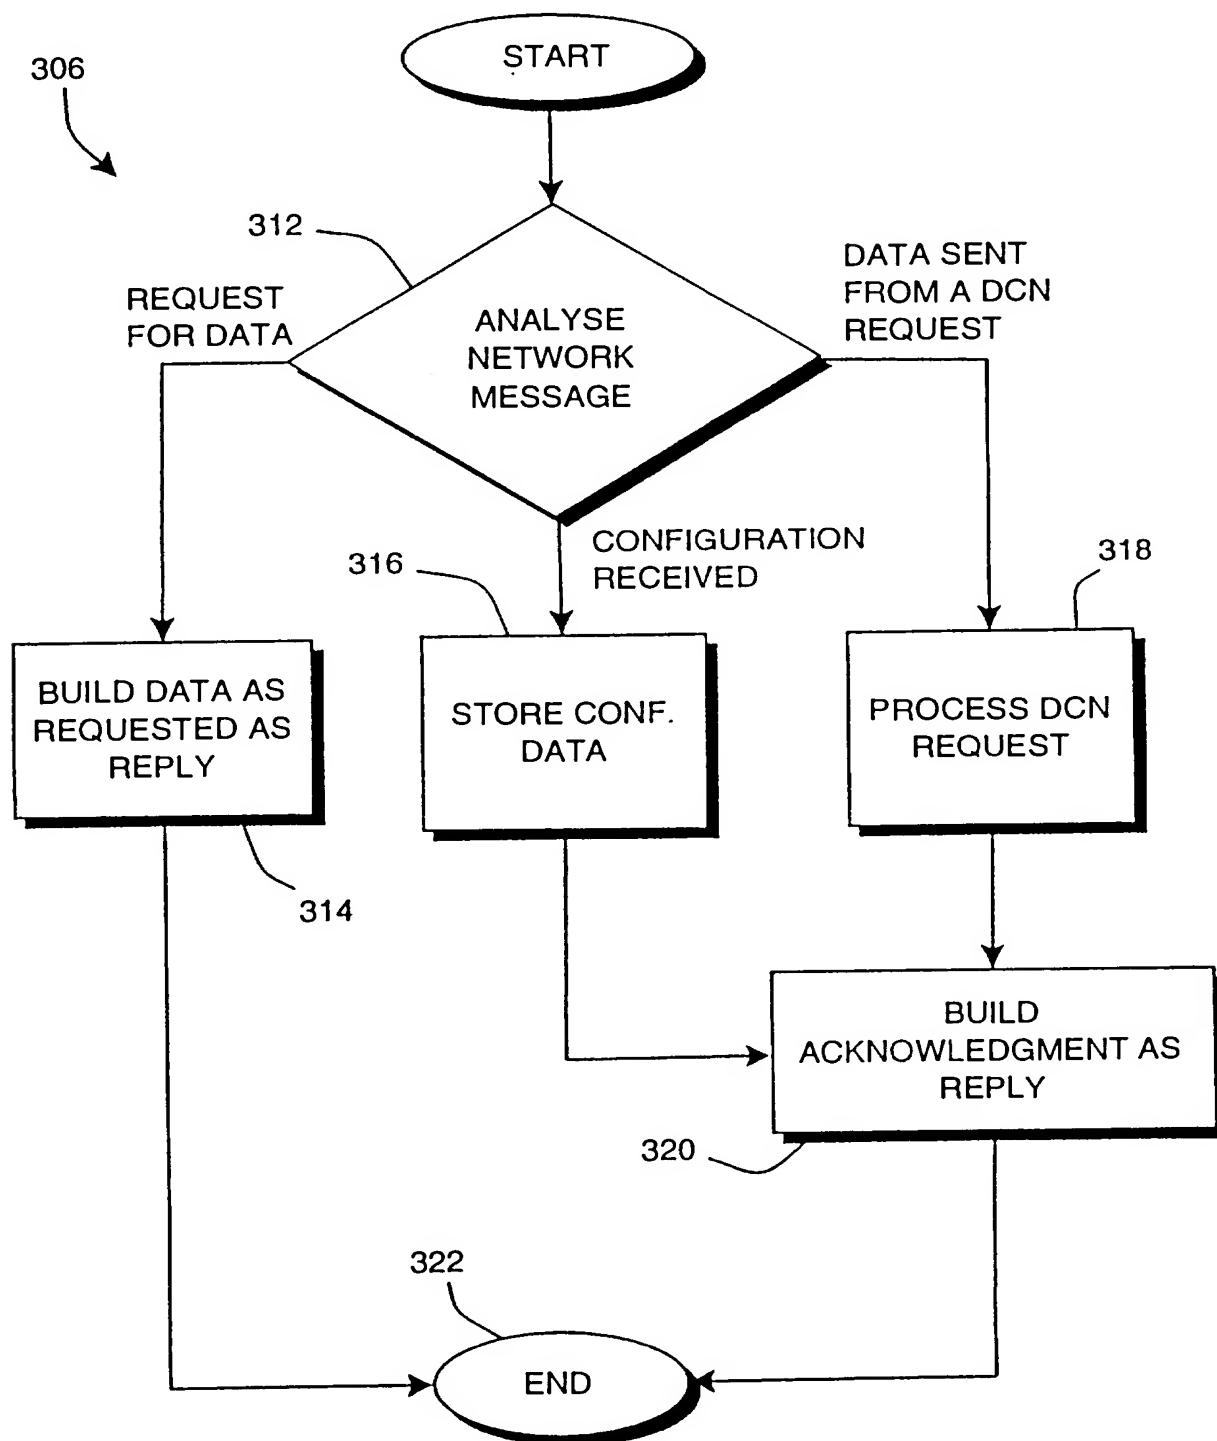 START
306
312
REQUEST
FOR DATA
ANALYSE
NETWORK
MESSAGE
DATA SENT
FROM A DCN
REQUEST
316
CONFIGURATION
RECEIVED
318
BUILD DATA AS
REQUESTED AS
REPLY
STORE CONF.
DATA
PROCESS DCN
REQUEST
314
BUILD
ACKNOWLEDGMENT AS
REPLY
320
322
END